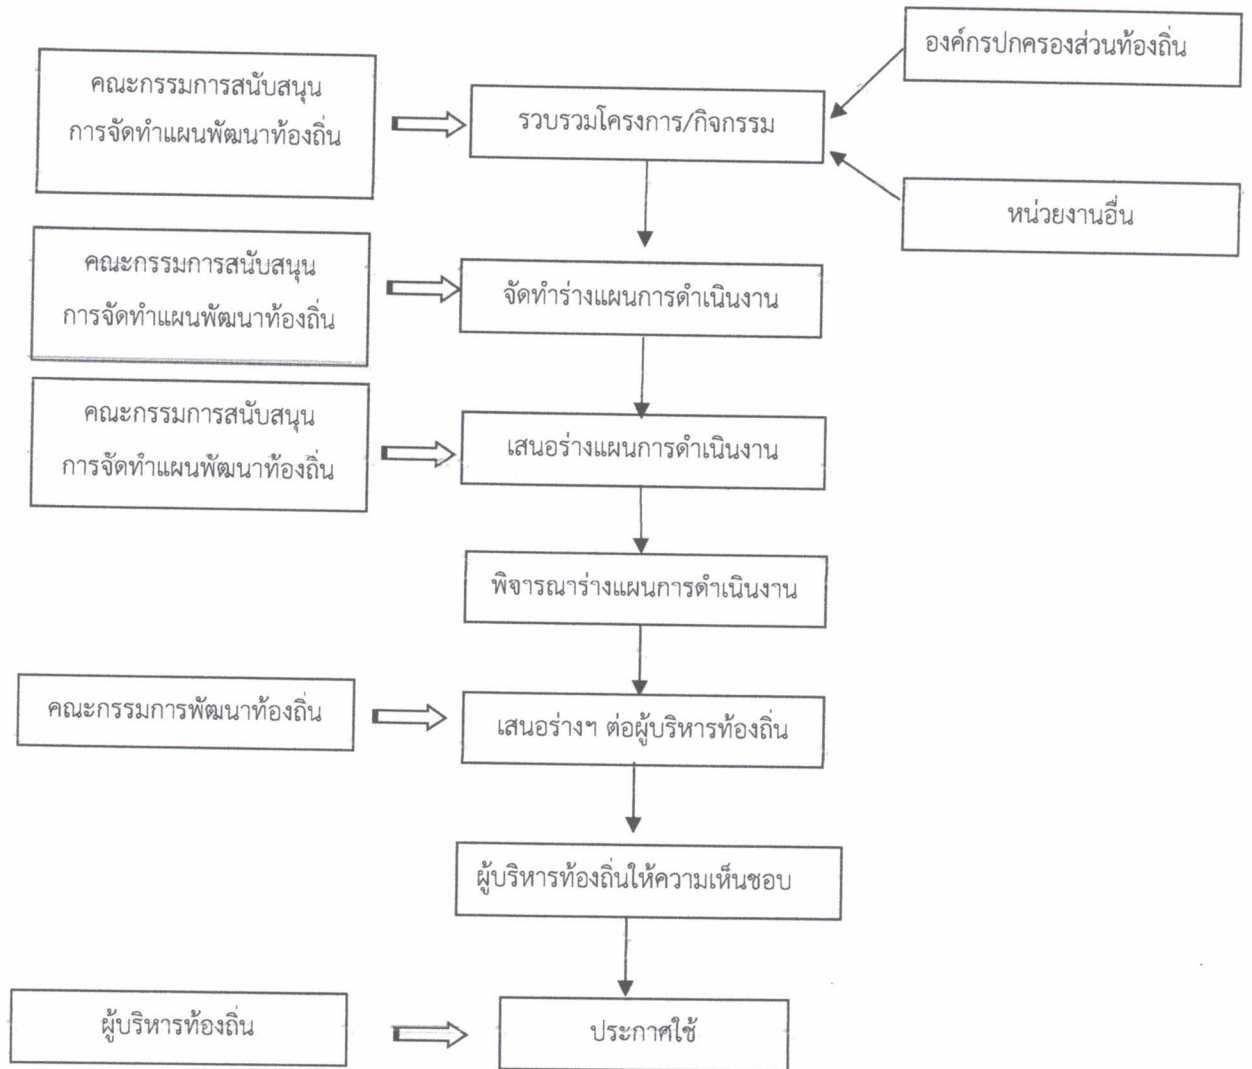 องค์กรปกครองส่วนท้องถิ่น
คณะกรรมการสนับสนุน
การจัดทำแผนพัฒนาท้องถิ่น
รวบรวมโครงการ/กิจกรรม
หน่วยงานอื่น
คณะกรรมการสนับสนุน
การจัดทำแผนพัฒนาท้องถิ่น
จัดทำร่างแผนการดำเนินงาน
คณะกรรมการสนับสนุน
การจัดทำแผนพัฒนาท้องถิ่น
เสนอร่างแผนการดำเนินงาน
พิจารณาร่างแผนการดำเนินงาน
คณะกรรมการพัฒนาท้องถิ่น
เสนอร่างฯ ต่อผู้บริหารท้องถิ่น
ผู้บริหารท้องถิ่นให้ความเห็นชอบ
ผู้บริหารท้องถิ่น
ประกาศใช้